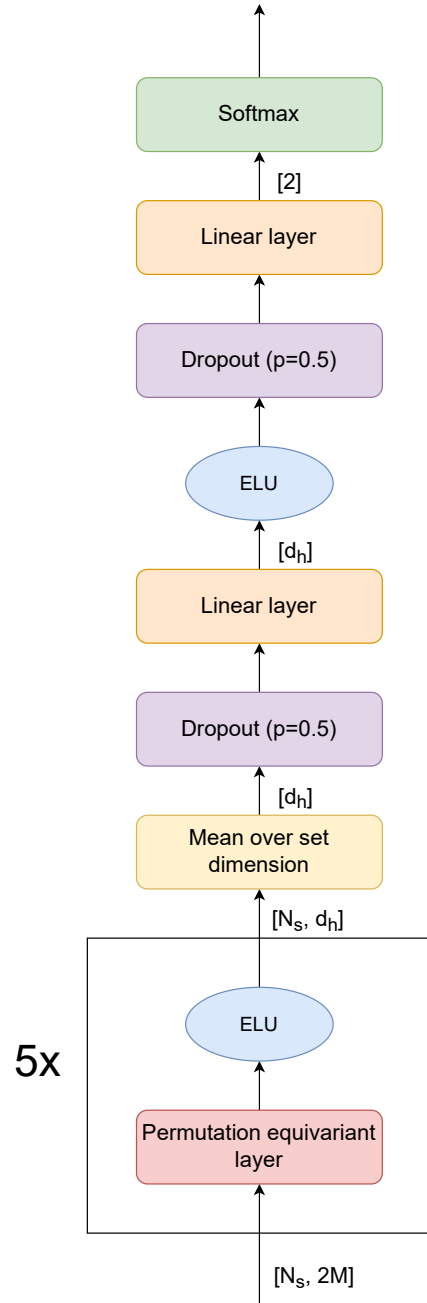 Softmax
[2]
Linear layer
Dropout (p=0.5)
ELU
[dₕ]
Linear layer
Dropout (p=0.5)
[dₕ]
Mean over set
dimension
[Nₛ, dₕ]
ELU
5x
Permutation equivariant
layer
[Nₛ, 2M]